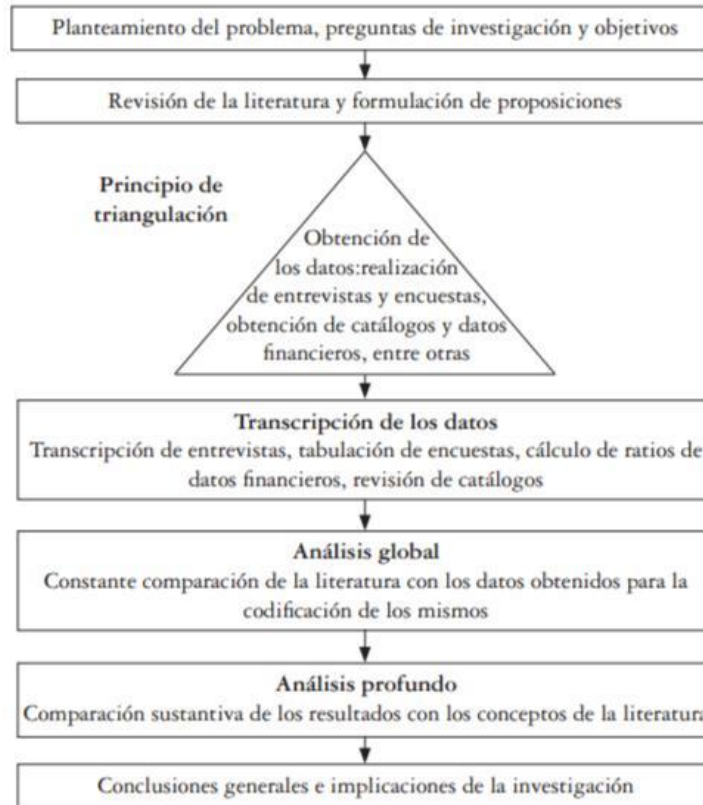 Planteamiento del problema, preguntas de investigación y objetivos
Revisión de la literatura y formulación de proposiciones
Principio de
triangulación
Obtención de
los datos:realización
de entrevistas y encuestas,
obtención de catálogos y datos
financieros, entre otras
Transcripción de los datos
Transcripción de entrevistas, tabulación de encuestas, cálculo de ratios de
datos financieros, revisión de catálogos
Análisis global
Constante comparación de la literatura con los datos obtenidos para la
codificación de los mismos
Análisis profundo
Comparación sustantiva de los resultados con los conceptos de la literatura
Conclusiones generales e implicaciones de la investigación